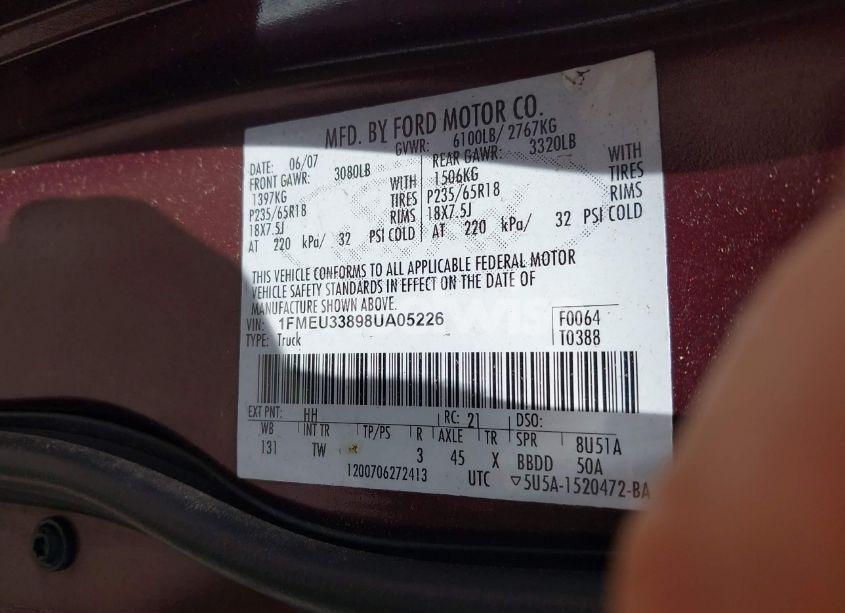 MFD. BY FORD MOTOR CO.
DATE: 06/07 GVWR: 6100LB/ 2767KG
FRONT GAWR: 3080LB REAR GAWR: 3320LB
1397KG WITH 1506KG WITH
P235/65R18 TIRES P235/65R18 TIRES
18X7.5J RIMS 18X7.5J RIMS
AT 220 kPa/ 32 PSI COLD AT 220 kPa/ 32 PSI COLD
THIS VEHICLE CONFORMS TO ALL APPLICABLE FEDERAL MOTOR
VEHICLE SAFETY STANDARDS IN EFFECT ON THE DATE OF
MANUFACTURE SHOWN ABOVE.
VIN: 1FMEU33898UA05226 F0064
TYPE: Truck T0388
EXT PNT: HH RC: 21 DSO:
WB INT TR TP/PS R AXLE TR SPR 8U51A
131 TW 3 45 X BBDD 50A
1200706272413 UTC ▽5U5A-1520472-BA